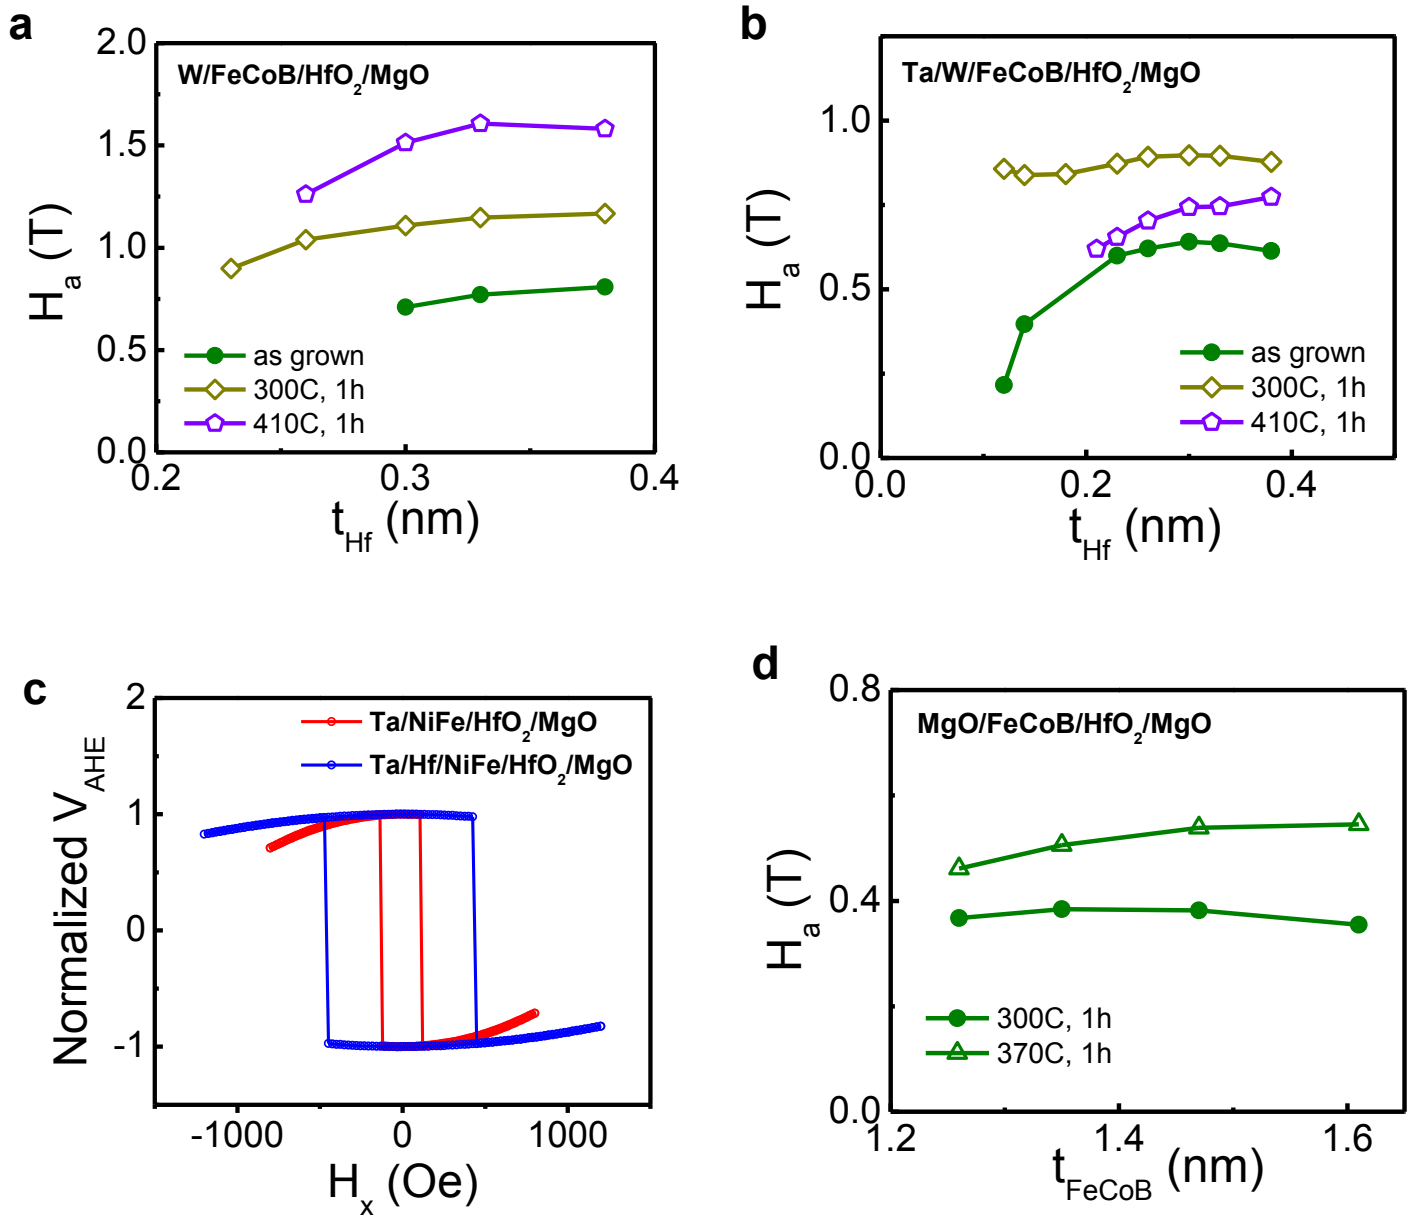 a
W/FeCoB/HfO2/MgO
2.0
1.5
1.0
0.5
0.0
Ha (T)
as grown
300C, 1h
410C, 1h
0.2
0.3
0.4
tHf (nm)
b
Ta/W/FeCoB/HfO2/MgO
1.0
0.5
0.0
Ha (T)
as grown
300C, 1h
410C, 1h
0.0
0.2
0.4
tHf (nm)
c
Ta/NiFe/HfO2/MgO
Ta/Hf/NiFe/HfO2/MgO
2
1
0
-1
Normalized VAHE
-1000
0
1000
Hx (Oe)
d
MgO/FeCoB/HfO2/MgO
0.8
0.4
0.0
Ha (T)
300C, 1h
370C, 1h
1.2
1.4
1.6
tFeCoB (nm)